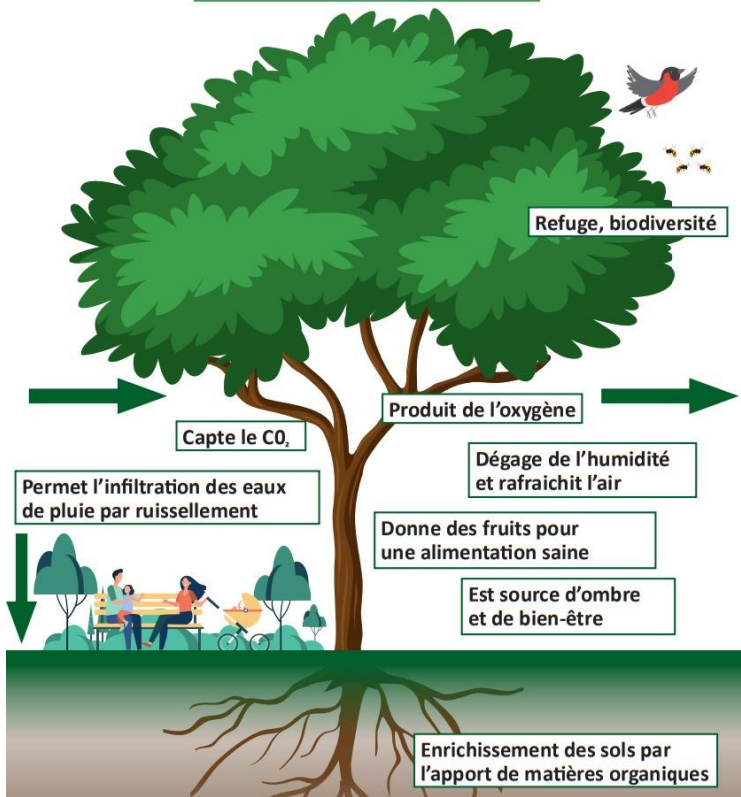 Refuge, biodiversité
Produit de l’oxygène
Capte le C0₂
Dégage de l’humidité
et rafraichit l’air
Permet l’infiltration des eaux
de pluie par ruissellement
Donne des fruits pour
une alimentation saine
Est source d’ombre
et de bien-être
Enrichissement des sols par
l’apport de matières organiques